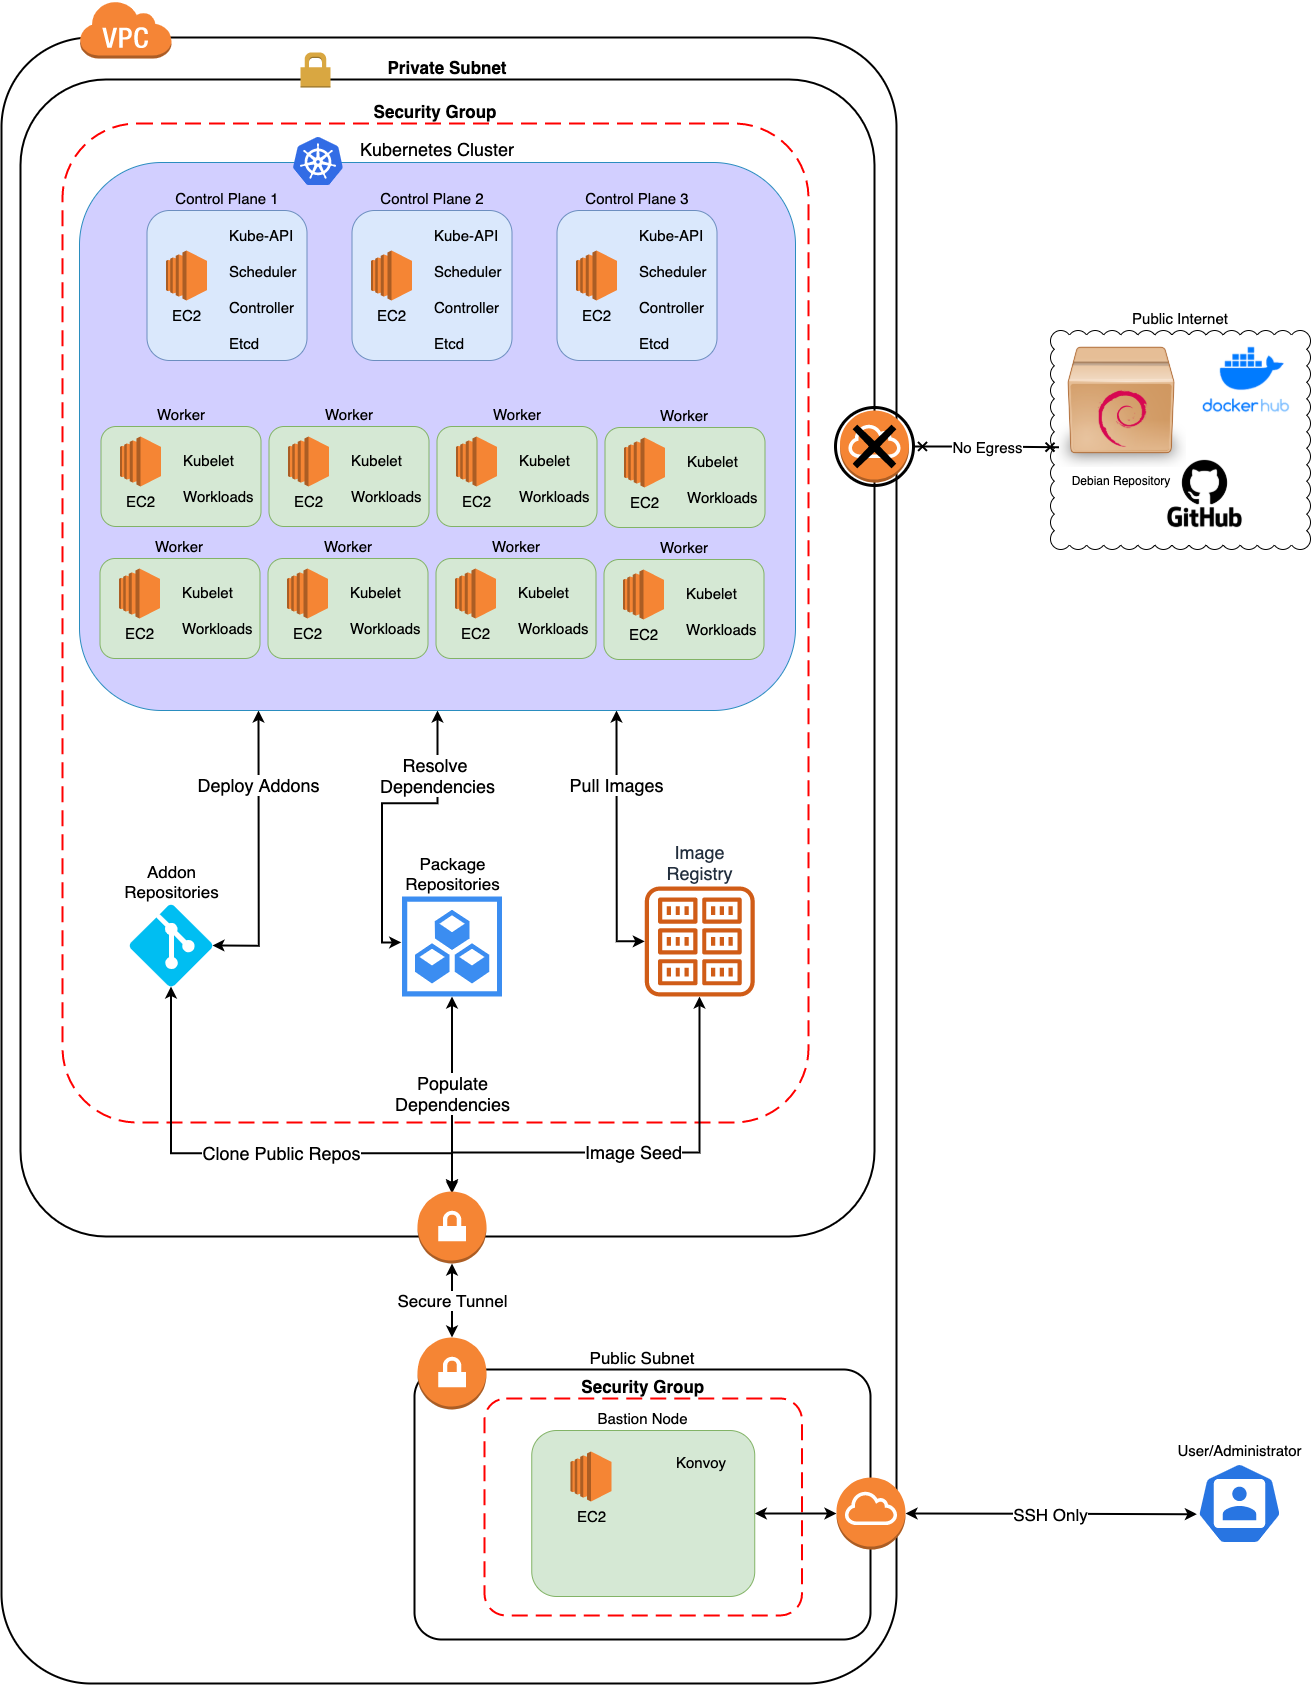 VPC
Private Subnet
Security Group
Kubernetes Cluster
Control Plane 1
Kube-API
Scheduler
Controller
Etcd
EC2
Control Plane 2
Kube-API
Scheduler
Controller
Etcd
EC2
Control Plane 3
Kube-API
Scheduler
Controller
Etcd
EC2
Worker
Kubelet
Workloads
EC2
Worker
Kubelet
Workloads
EC2
Worker
Kubelet
Workloads
EC2
Worker
Kubelet
Workloads
EC2
Worker
Kubelet
Workloads
EC2
Worker
Kubelet
Workloads
EC2
Worker
Kubelet
Workloads
EC2
Worker
Kubelet
Workloads
EC2
No Egress
Public Internet
docker hub
Debian Repository
GitHub
Deploy Addons
Resolve
Dependencies
Pull Images
Addon
Repositories
Package
Repositories
Image
Registry
Populate
Dependencies
Clone Public Repos
Image Seed
Secure Tunnel
Public Subnet
Security Group
Bastion Node
Konvoy
EC2
SSH Only
User/Administrator